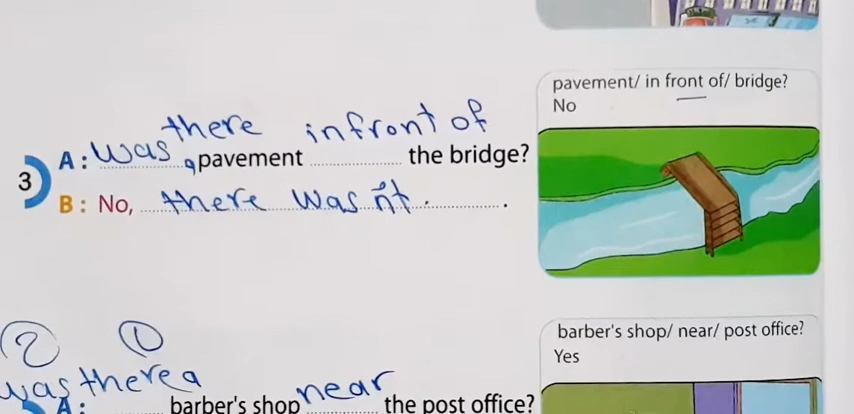 pavement/ in front of/ bridge?
No
there infront of
3 A: was a pavement the bridge?
B: No, there wasn't.
barber's shop/ near/ post office?
Yes
2 1
was there a near
A: barber's shop the post office?